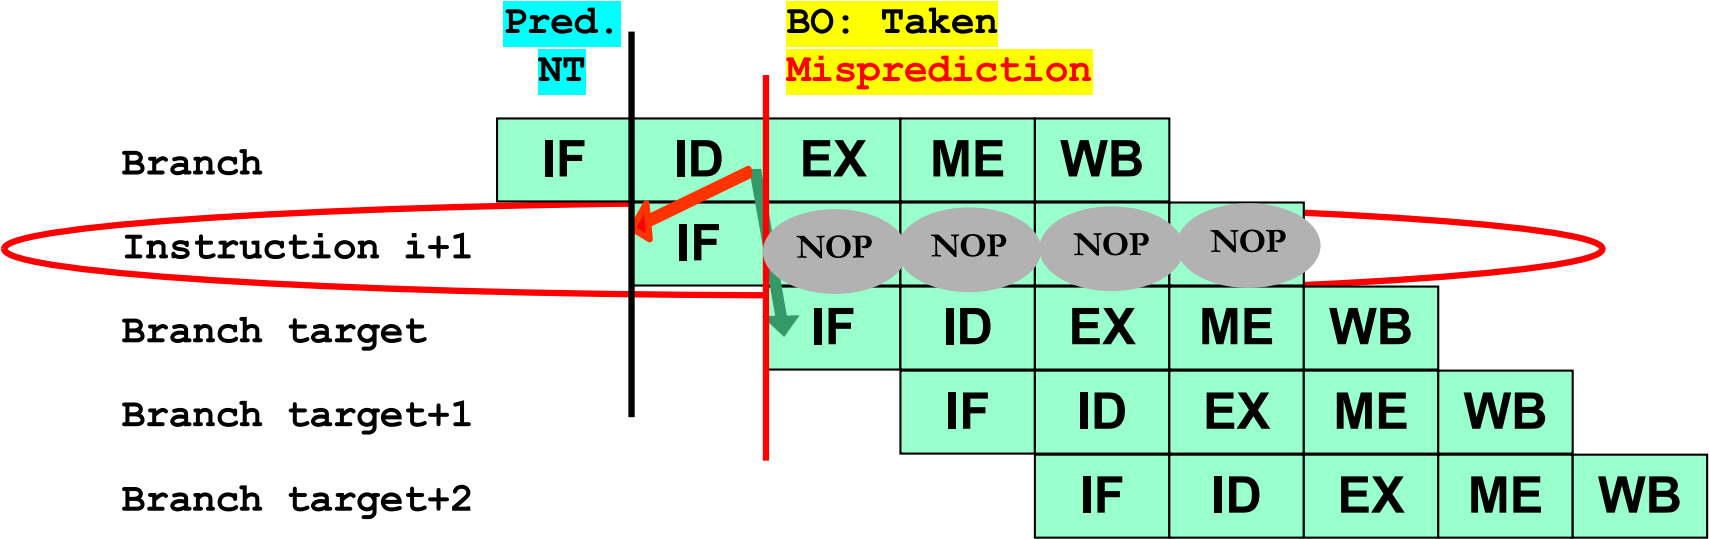 Pred. BO: Taken
NT Misprediction
Branch IF ID EX ME WB
Instruction i+1 IF NOP NOP NOP NOP
Branch target IF ID EX ME WB
Branch target+1 IF ID EX ME WB
Branch target+2 IF ID EX ME WB